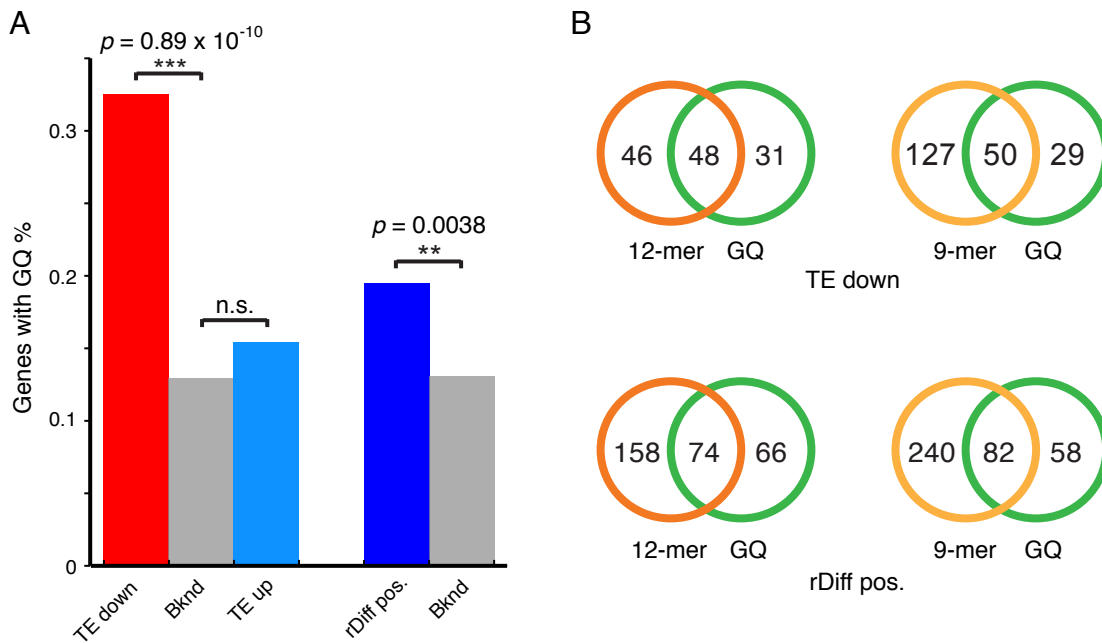 A
p = 0.89 x 10⁻¹⁰
***
0.3
p = 0.0038
**
n.s.
0.2
0.1
0
Genes with GQ %
TE down
Bknd
TE up
rDiff pos.
Bknd
B
46 48 31
12-mer GQ
127 50 29
9-mer GQ
TE down
158 74 66
12-mer GQ
240 82 58
9-mer GQ
rDiff pos.